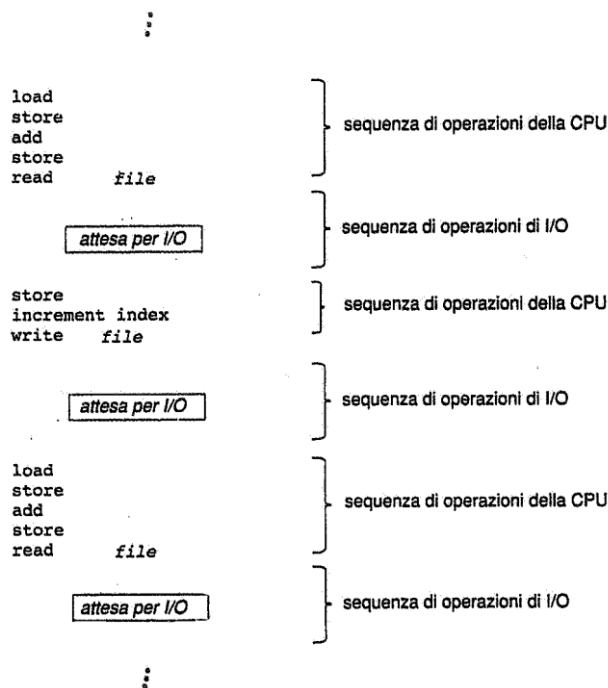 load
store
add
store
read file
sequenza di operazioni della CPU
attesa per I/O
sequenza di operazioni di I/O
store
increment index
write file
sequenza di operazioni della CPU
attesa per I/O
sequenza di operazioni di I/O
load
store
add
store
read file
sequenza di operazioni della CPU
attesa per I/O
sequenza di operazioni di I/O